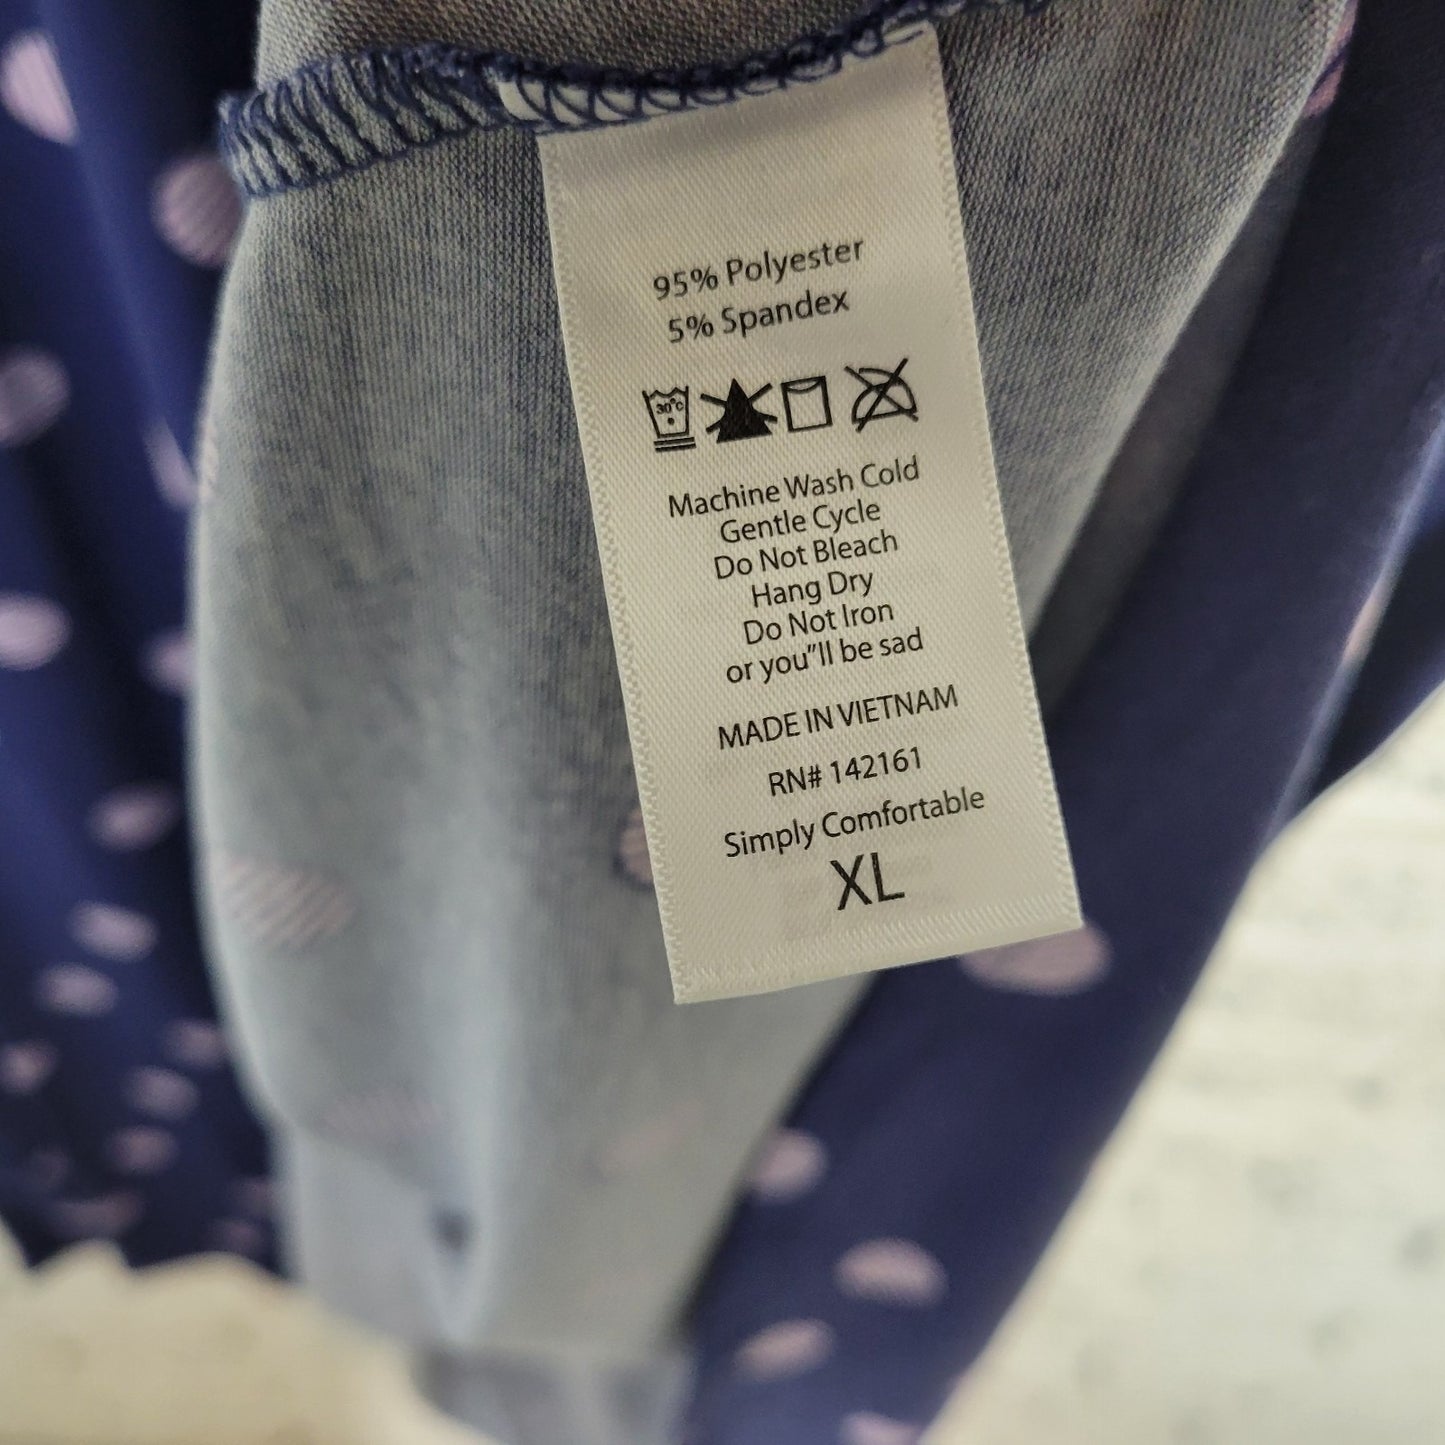 95% Polyester
5% Spandex
30°C
Machine Wash Cold
Gentle Cycle
Do Not Bleach
Hang Dry
Do Not Iron
or you"ll be sad
MADE IN VIETNAM
RN# 142161
Simply Comfortable
XL